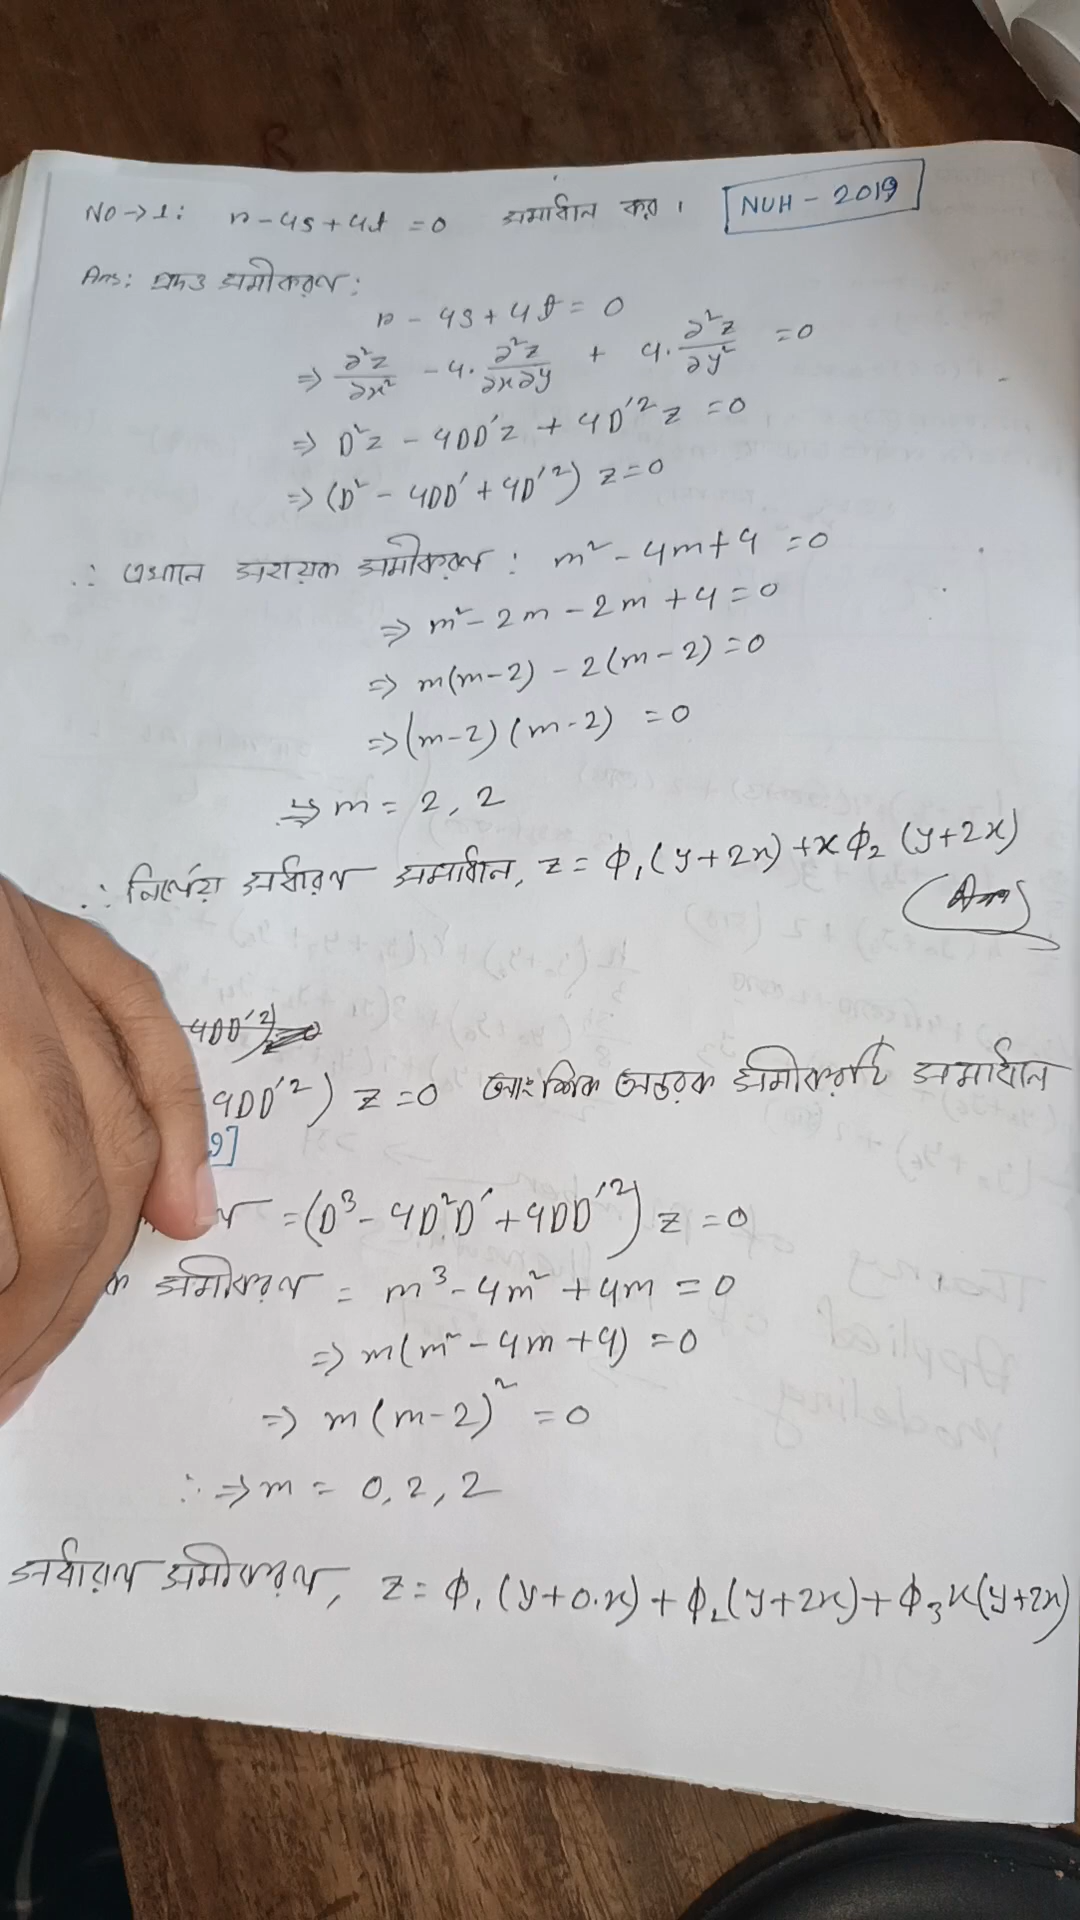 No → 1: r - 4s + 4t = 0 সমাধান কর। NUH - 2019
Ans: প্রদত্ত সমীকরণ:
r - 4s + 4t = 0
⇒ ∂²z/∂x² - 4. ∂²z/∂x∂y + 4. ∂²z/∂y² = 0
⇒ D²z - 4DD'z + 4D'²z = 0
⇒ (D² - 4DD' + 4D'²) z = 0
∴ এখানে সহায়ক সমীকরণ: m² - 4m + 4 = 0
⇒ m² - 2m - 2m + 4 = 0
⇒ m(m-2) - 2(m-2) = 0
⇒ (m-2) (m-2) = 0
⇒ m = 2, 2
∴ নির্ণেয় সাধারণ সমাধান, z = ϕ₁(y+2x) + xϕ₂(y+2x)
(Ans)
4DD'²) z=0
4DD'²) z = 0 আংশিক অন্তরক সমীকরণটি সমাধান
9]
ণ = (D³ - 4D²D' + 4DD'²) z = 0
ক সমীকরণ = m³ - 4m² + 4m = 0
⇒ m(m² - 4m + 4) = 0
⇒ m (m-2)² = 0
∴ ⇒ m = 0, 2, 2
সাধারণ সমীকরণ, z = ϕ₁(y+0.x) + ϕ₂(y+2x) + ϕ₃x(y+2x)